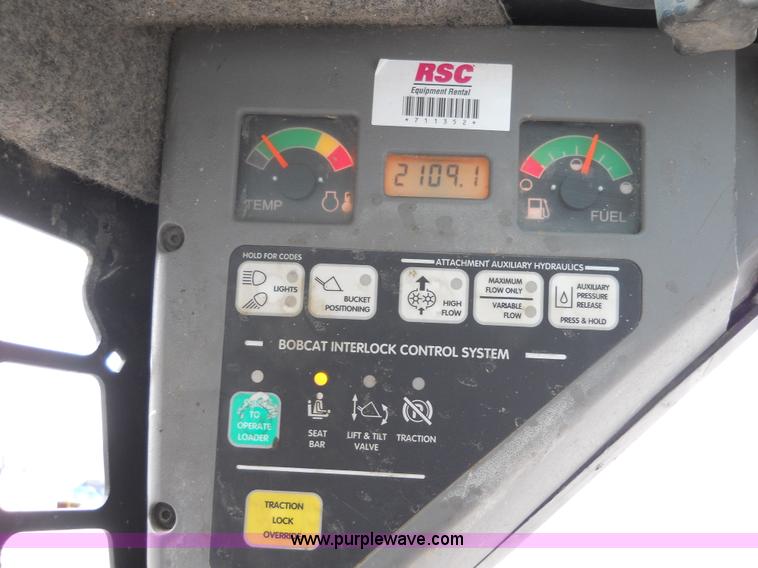 RSC
Equipment Rental
*711352*
2109.1
TEMP
FUEL
HOLD FOR CODES
ATTACHMENT AUXILIARY HYDRAULICS
LIGHTS
BUCKET
POSITIONING
HIGH
FLOW
MAXIMUM
FLOW ONLY
VARIABLE
FLOW
AUXILIARY
PRESSURE
RELEASE
PRESS & HOLD
BOBCAT INTERLOCK CONTROL SYSTEM
TO
OPERATE
LOADER
SEAT
BAR
LIFT & TILT
VALVE
TRACTION
TRACTION
LOCK
OVERRIDE
www.purplewave.com